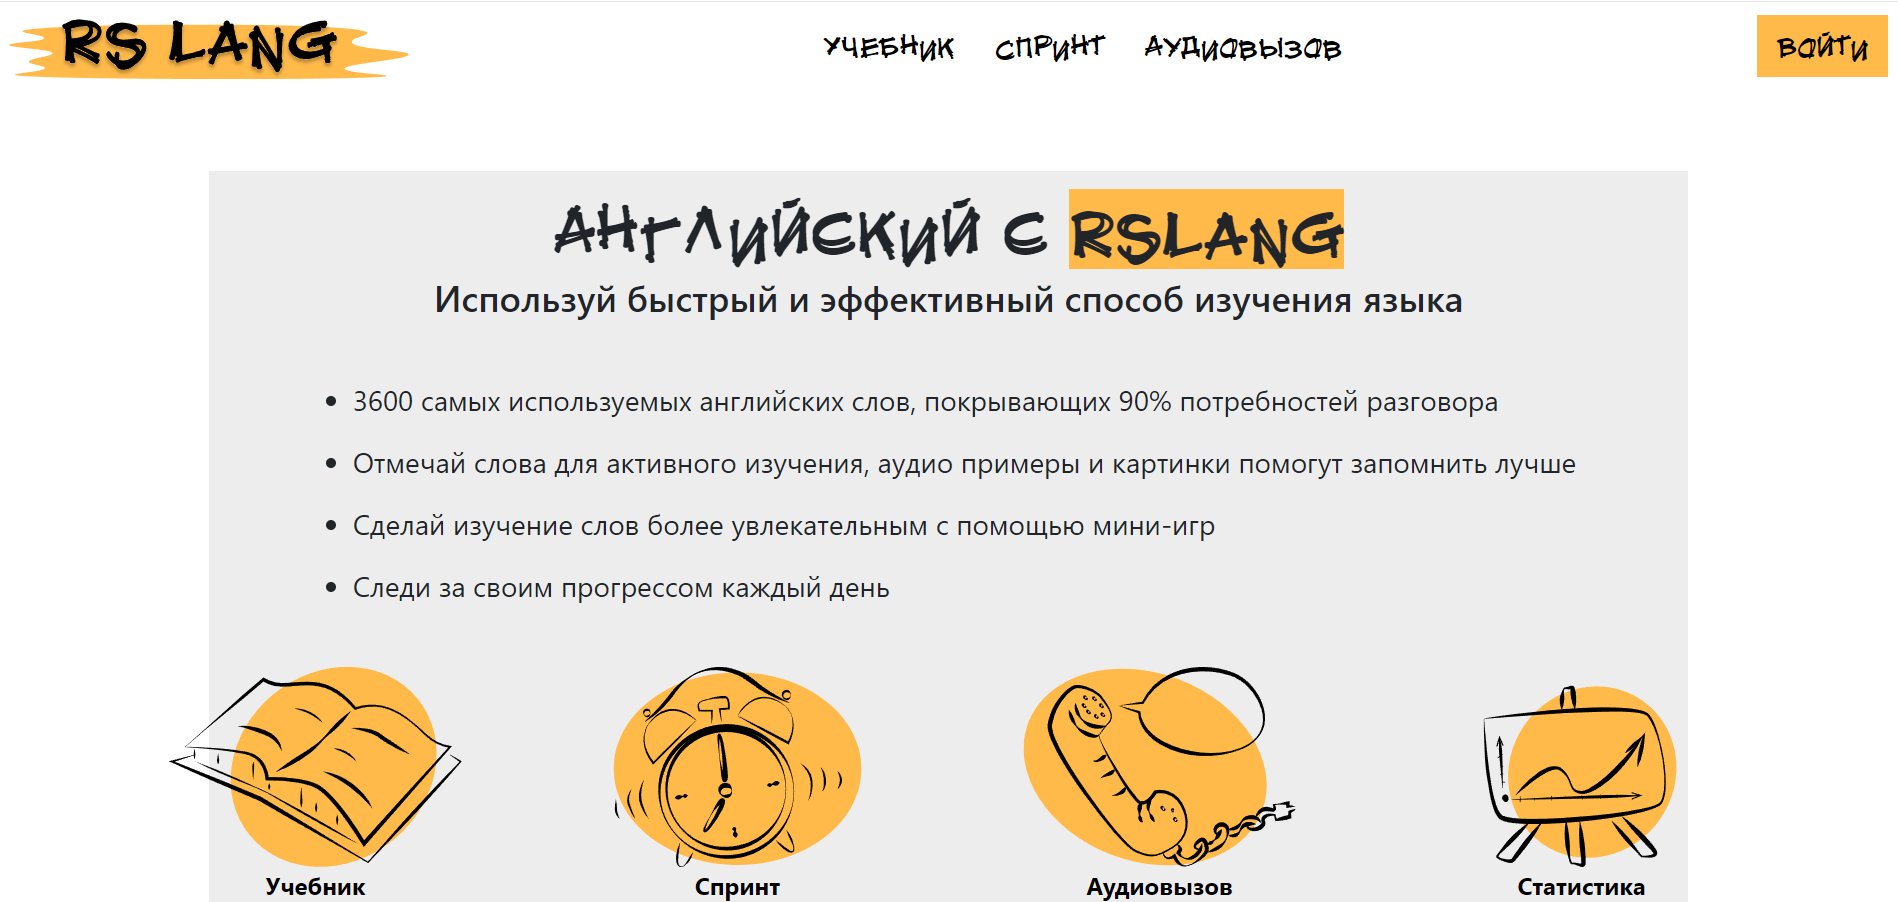 RS LANG
УЧЕБНИК СПРИНТ АУДИОВЫЗОВ
ВОЙТИ
АНГЛИЙСКИЙ С RSLANG
Используй быстрый и эффективный способ изучения языка
3600 самых используемых английских слов, покрывающих 90% потребностей разговора
Отмечай слова для активного изучения, аудио примеры и картинки помогут запомнить лучше
Сделай изучение слов более увлекательным с помощью мини-игр
Следи за своим прогрессом каждый день
Учебник Спринт Аудиовызов Статистика